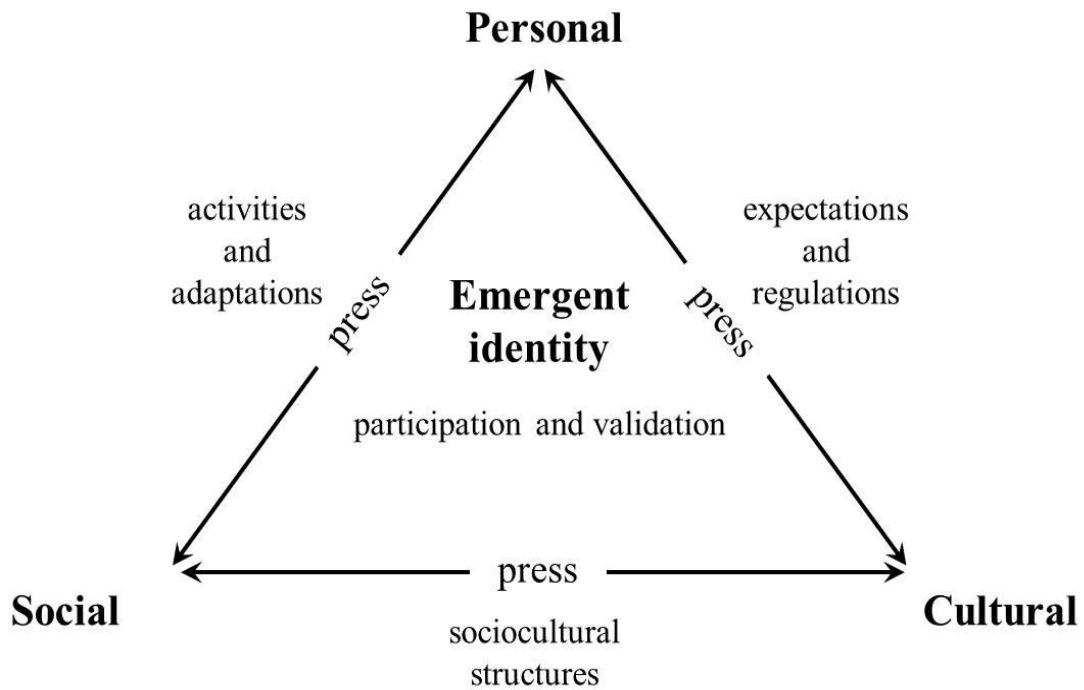 Personal
activities
and
adaptations
press
expectations
and
regulations
press
Emergent
identity
participation and validation
Social
press
Cultural
sociocultural
structures